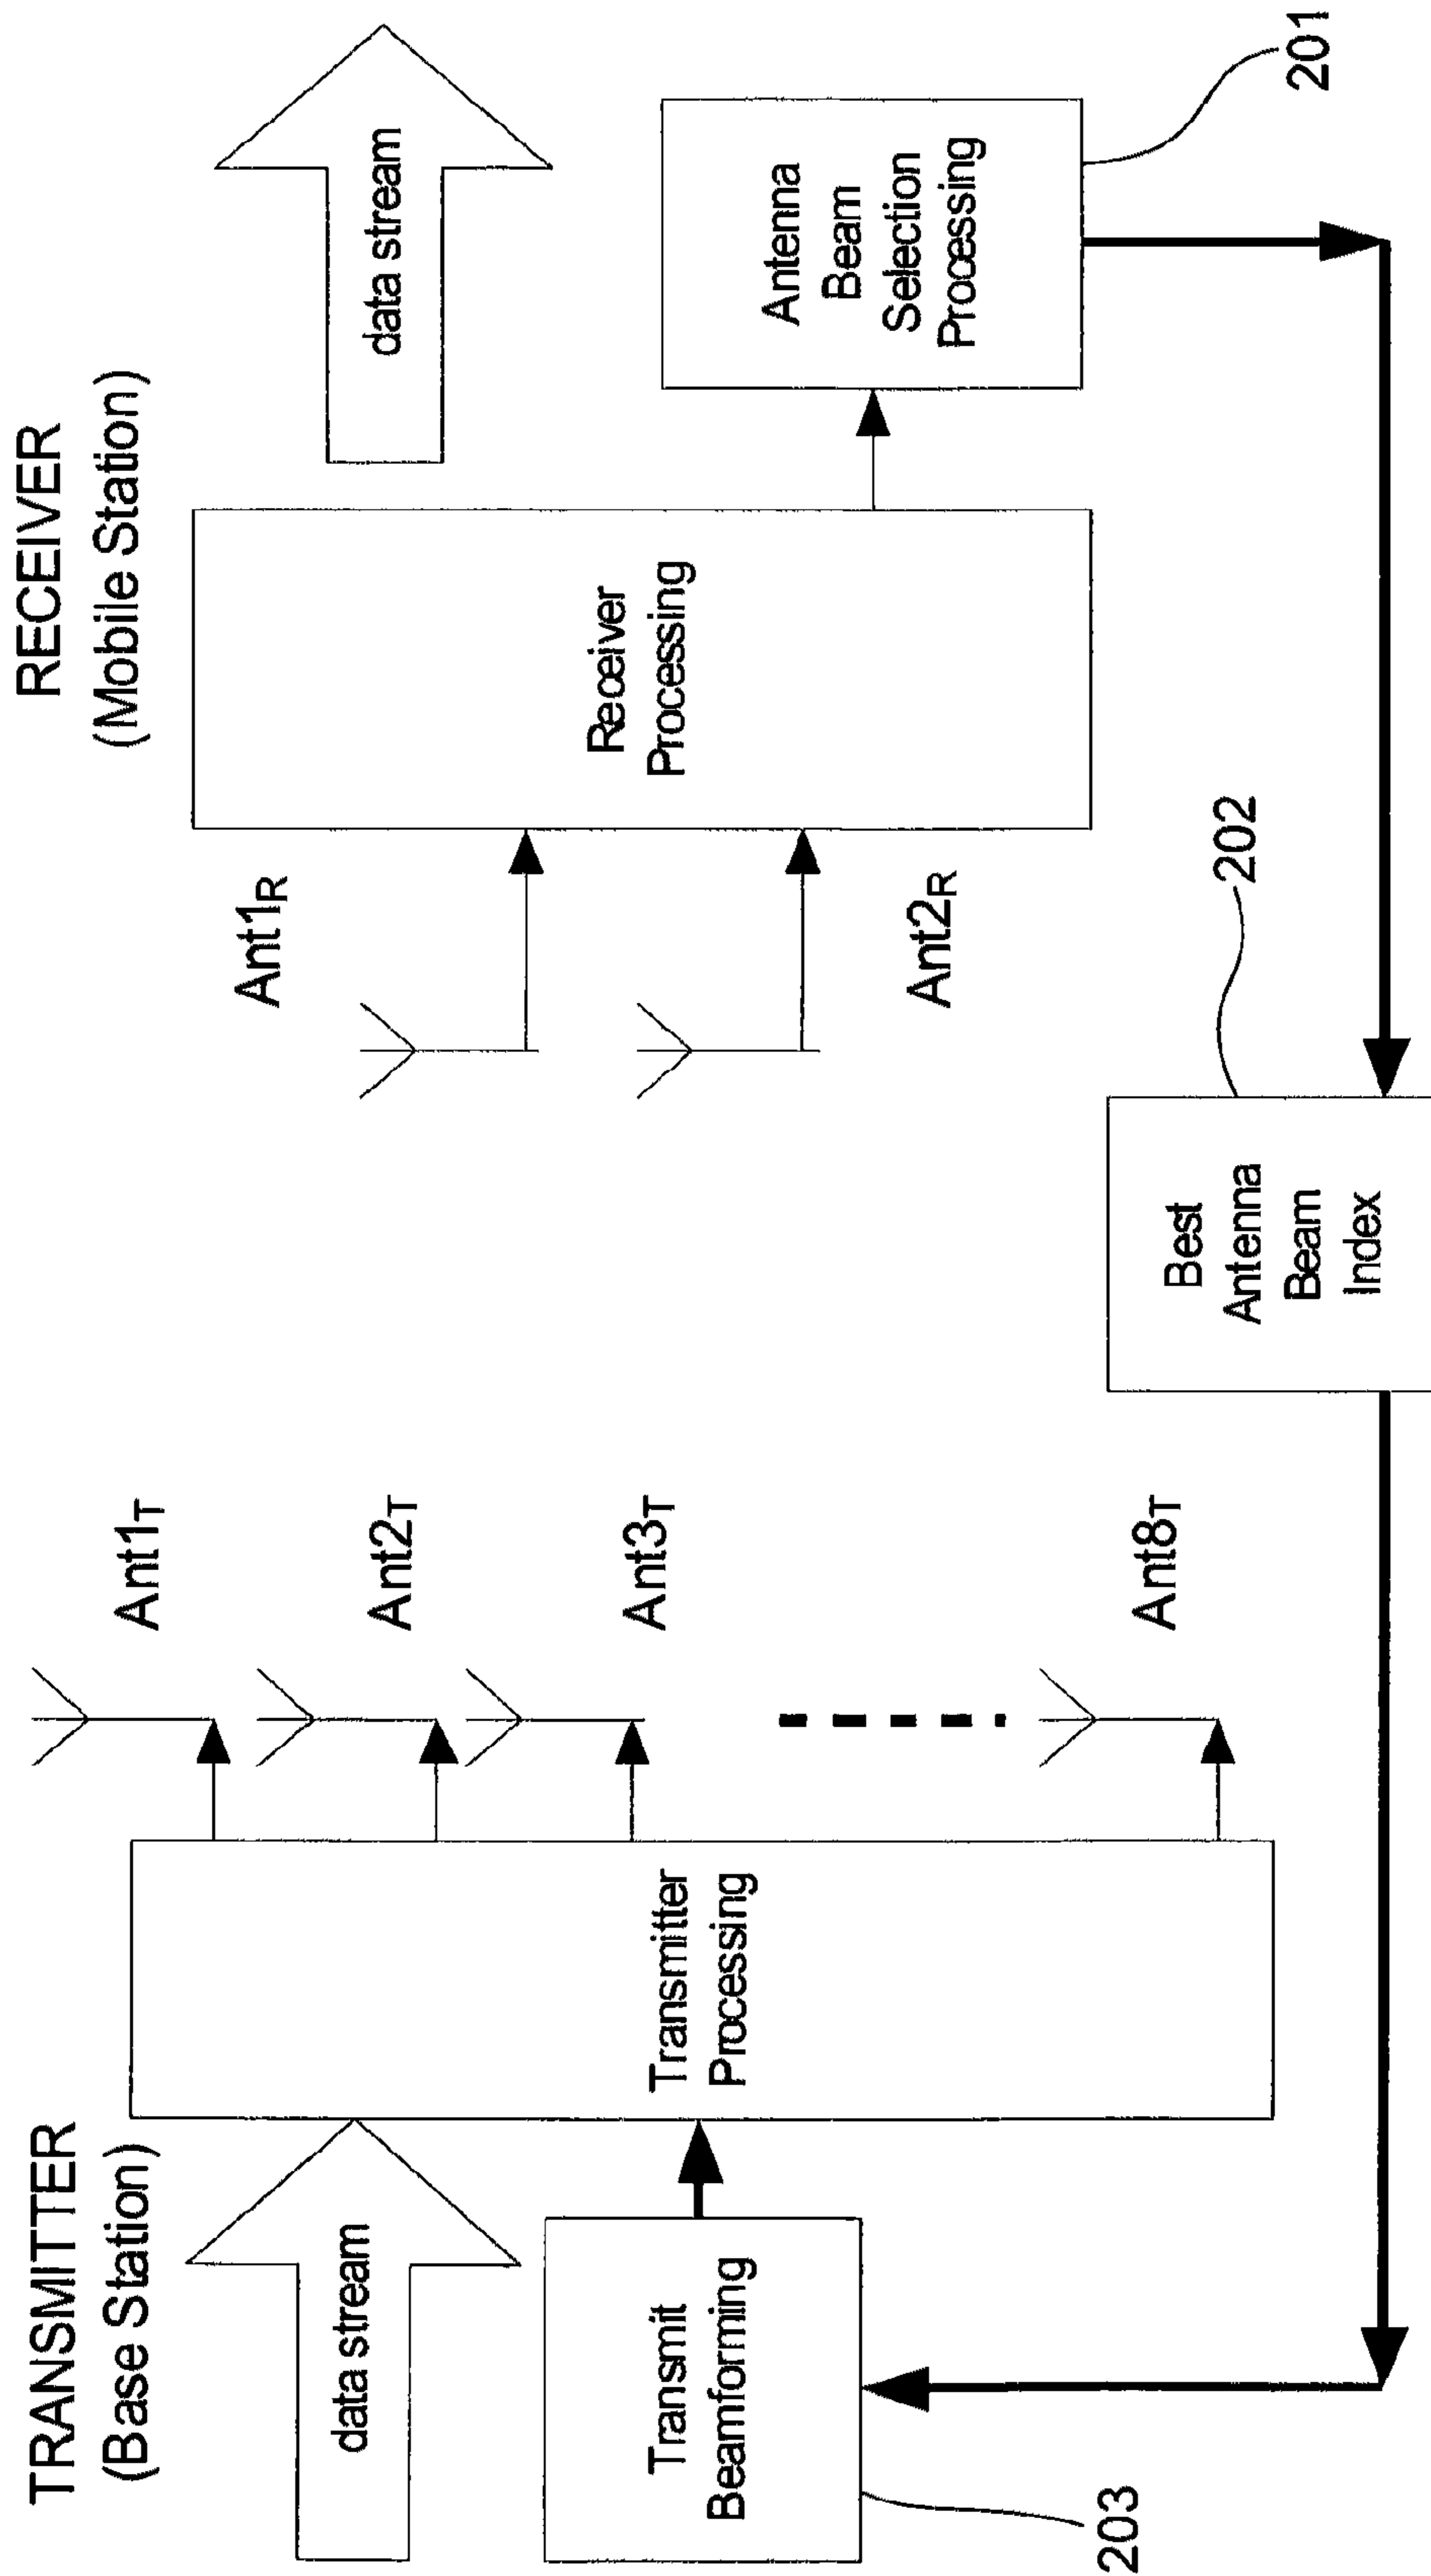 TRANSMITTER
(Base Station)
data stream
Transmit
Beamforming
203
Transmitter
Processing
Ant1T
Ant2T
Ant3T
Ant8T
RECEIVER
(Mobile Station)
Ant1R
Ant2R
Receiver
Processing
data stream
Antenna
Beam
Selection
Processing
201
Best
Antenna
Beam
Index
202